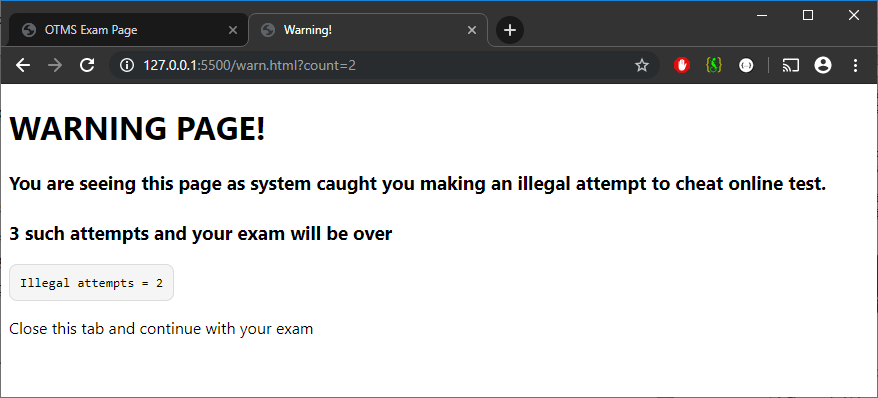 OTMS Exam Page
Warning!
127.0.0.1:5500/warn.html?count=2
WARNING PAGE!
You are seeing this page as system caught you making an illegal attempt to cheat online test.
3 such attempts and your exam will be over
Illegal attempts = 2
Close this tab and continue with your exam